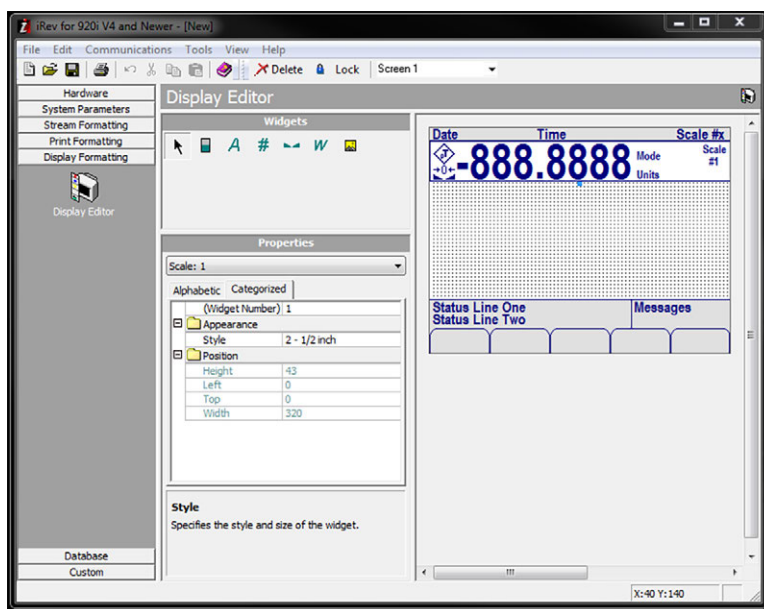 iRev for 920i V4 and Newer - [New]
File Edit Communications Tools View Help
Delete Lock Screen 1
Hardware
System Parameters
Stream Formatting
Print Formatting
Display Formatting
Display Editor
Database
Custom
Display Editor
Widgets
A # W
Properties
Scale: 1
Alphabetic Categorized
(Widget Number) 1
Appearance
Style 2 - 1/2 inch
Position
Height 43
Left 0
Top 0
Width 320
Style
Specifies the style and size of the widget.
Date Time Scale #x
-888.8888 Mode Scale
Units #1
Status Line One Messages
Status Line Two
X:40 Y:140